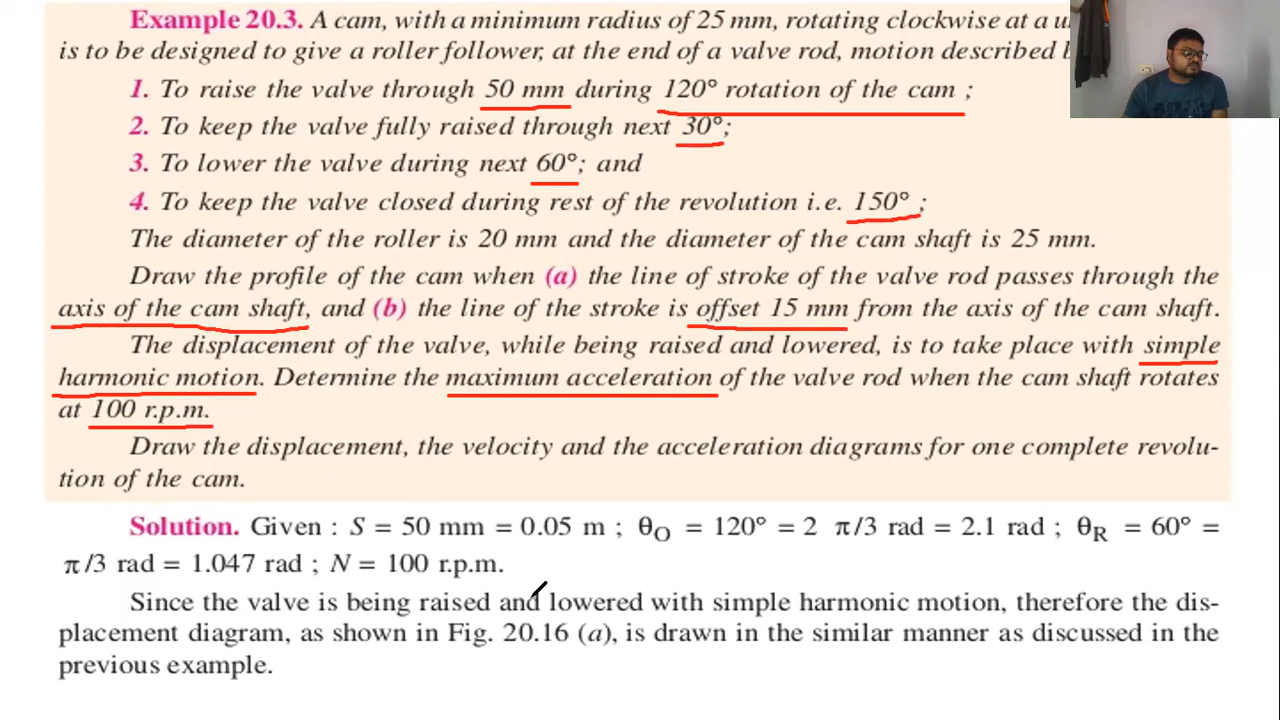 Example 20.3. A cam, with a minimum radius of 25 mm, rotating clockwise at a u
is to be designed to give a roller follower, at the end of a valve rod, motion described
1. To raise the valve through 50 mm during 120° rotation of the cam ;
2. To keep the valve fully raised through next 30°;
3. To lower the valve during next 60°; and
4. To keep the valve closed during rest of the revolution i.e. 150° ;
The diameter of the roller is 20 mm and the diameter of the cam shaft is 25 mm.
Draw the profile of the cam when (a) the line of stroke of the valve rod passes through the
axis of the cam shaft, and (b) the line of the stroke is offset 15 mm from the axis of the cam shaft.
The displacement of the valve, while being raised and lowered, is to take place with simple
harmonic motion. Determine the maximum acceleration of the valve rod when the cam shaft rotates
at 100 r.p.m.
Draw the displacement, the velocity and the acceleration diagrams for one complete revolu-
tion of the cam.
Solution. Given : S = 50 mm = 0.05 m ; θO = 120° = 2 π/3 rad = 2.1 rad ; θR = 60° =
π/3 rad = 1.047 rad ; N = 100 r.p.m.
Since the valve is being raised and lowered with simple harmonic motion, therefore the dis-
placement diagram, as shown in Fig. 20.16 (a), is drawn in the similar manner as discussed in the
previous example.